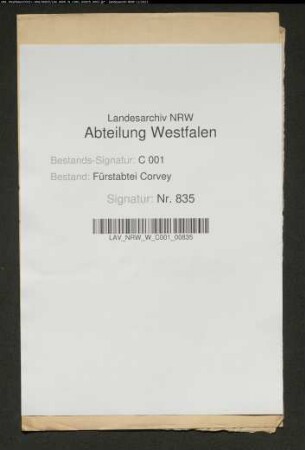 Landesarchiv NRW
Abteilung Westfalen
Bestands-Signatur: C 001
Bestand: Fürstabtei Corvey
Signatur: Nr. 835
LAV_NRW_W_C001_00835